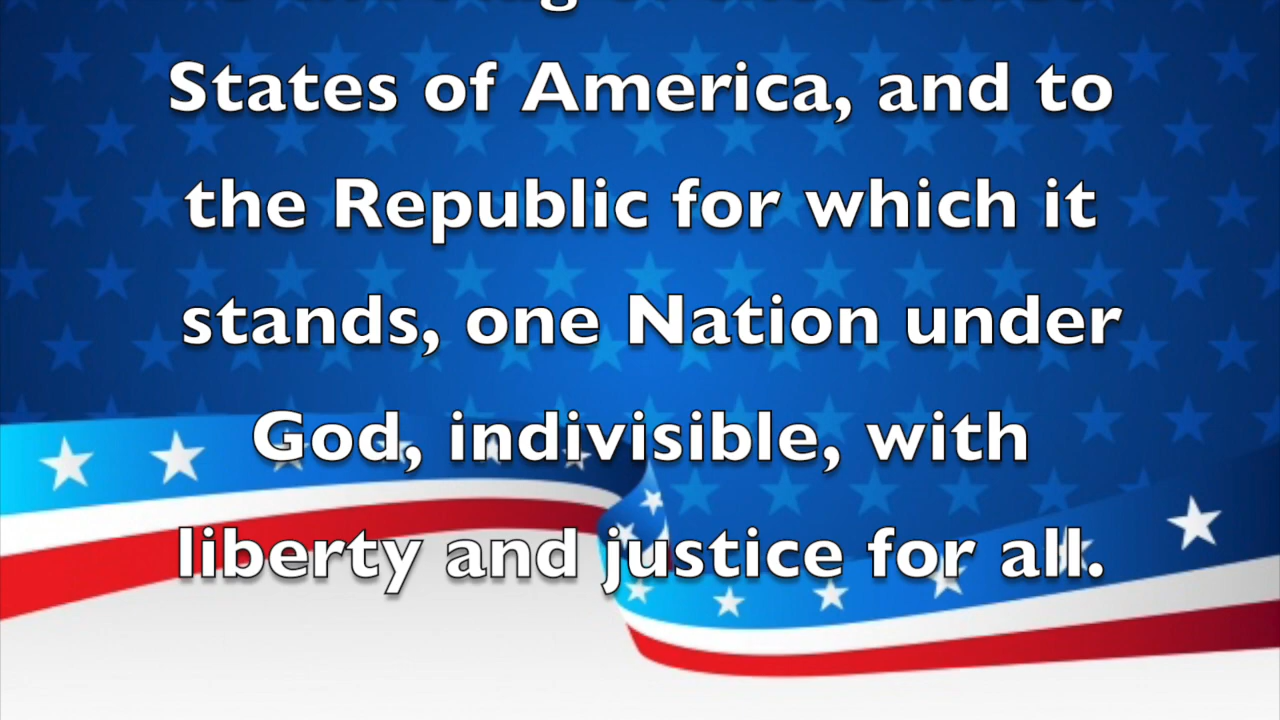 States of America, and to
the Republic for which it
stands, one Nation under
God, indivisible, with
liberty and justice for all.